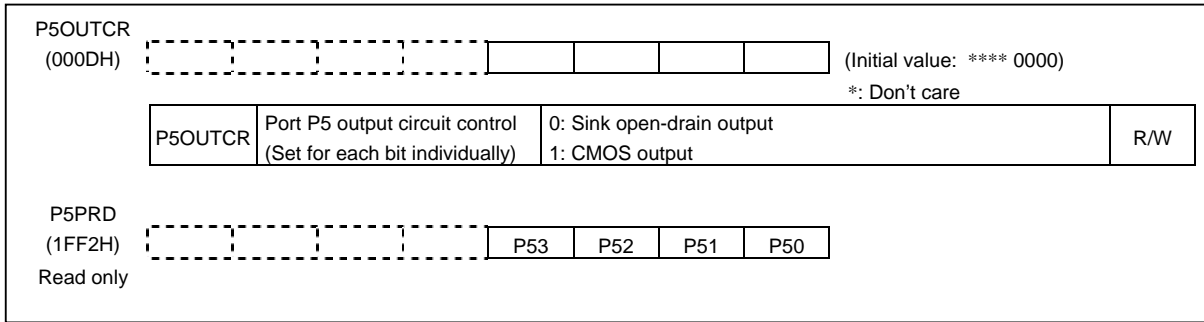 P5OUTCR
(000DH) (Initial value: **** 0000)
*: Don't care
P5OUTCR Port P5 output circuit control (Set for each bit individually) 0: Sink open-drain output 1: CMOS output R/W
P5PRD
(1FF2H) P53 P52 P51 P50
Read only